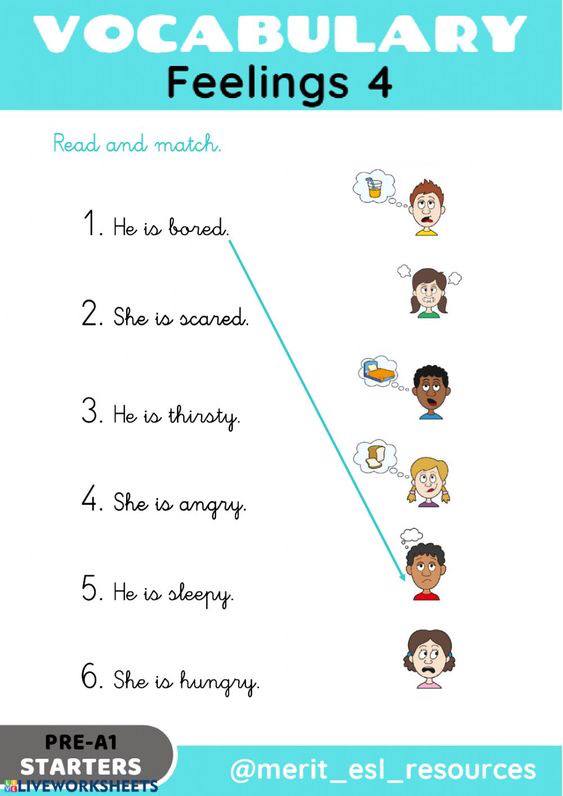 VOCABULARY
Feelings 4
Read and match.
1. He is bored.
2. She is scared.
3. He is thirsty.
4. She is angry.
5. He is sleepy.
6. She is hungry.
PRE-A1
STARTERS
LIVEWORKSHEETS
@merit_esl_resources